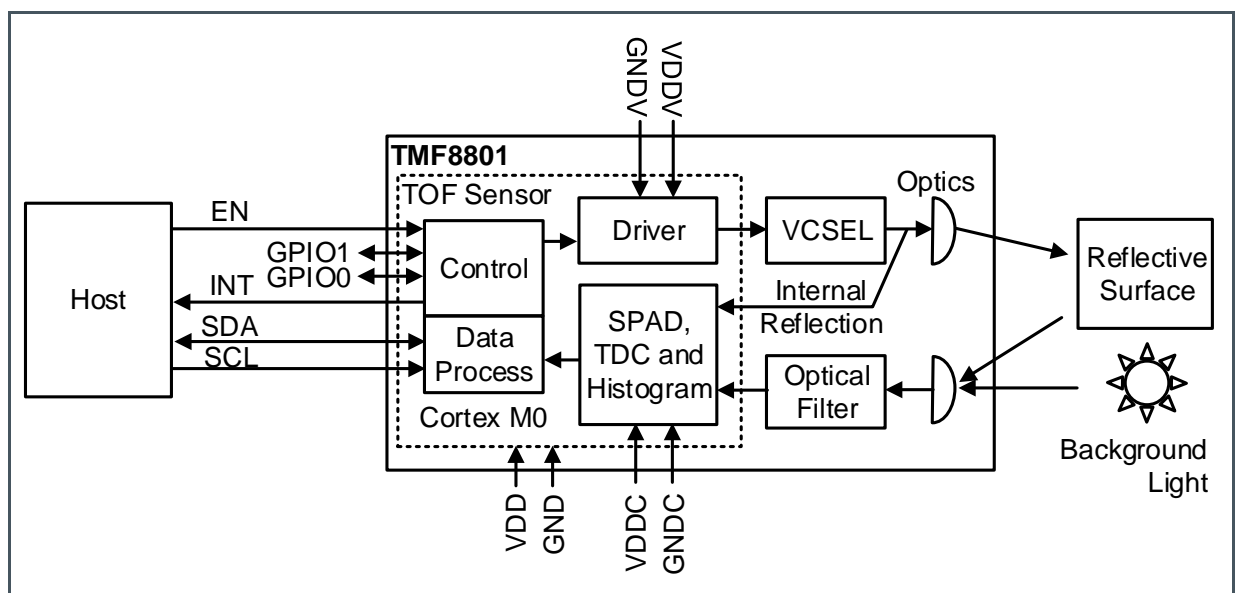 GNDV
VDDV
TMF8801
TOF Sensor
Optics
EN
GPIO1
GPIO0
INT
SDA
SCL
Host
Control
Data
Process
Cortex M0
Driver
VCSEL
Internal
Reflection
SPAD,
TDC and
Histogram
Optical
Filter
Reflective
Surface
Background
Light
VDD
GND
VDDC
GNDC